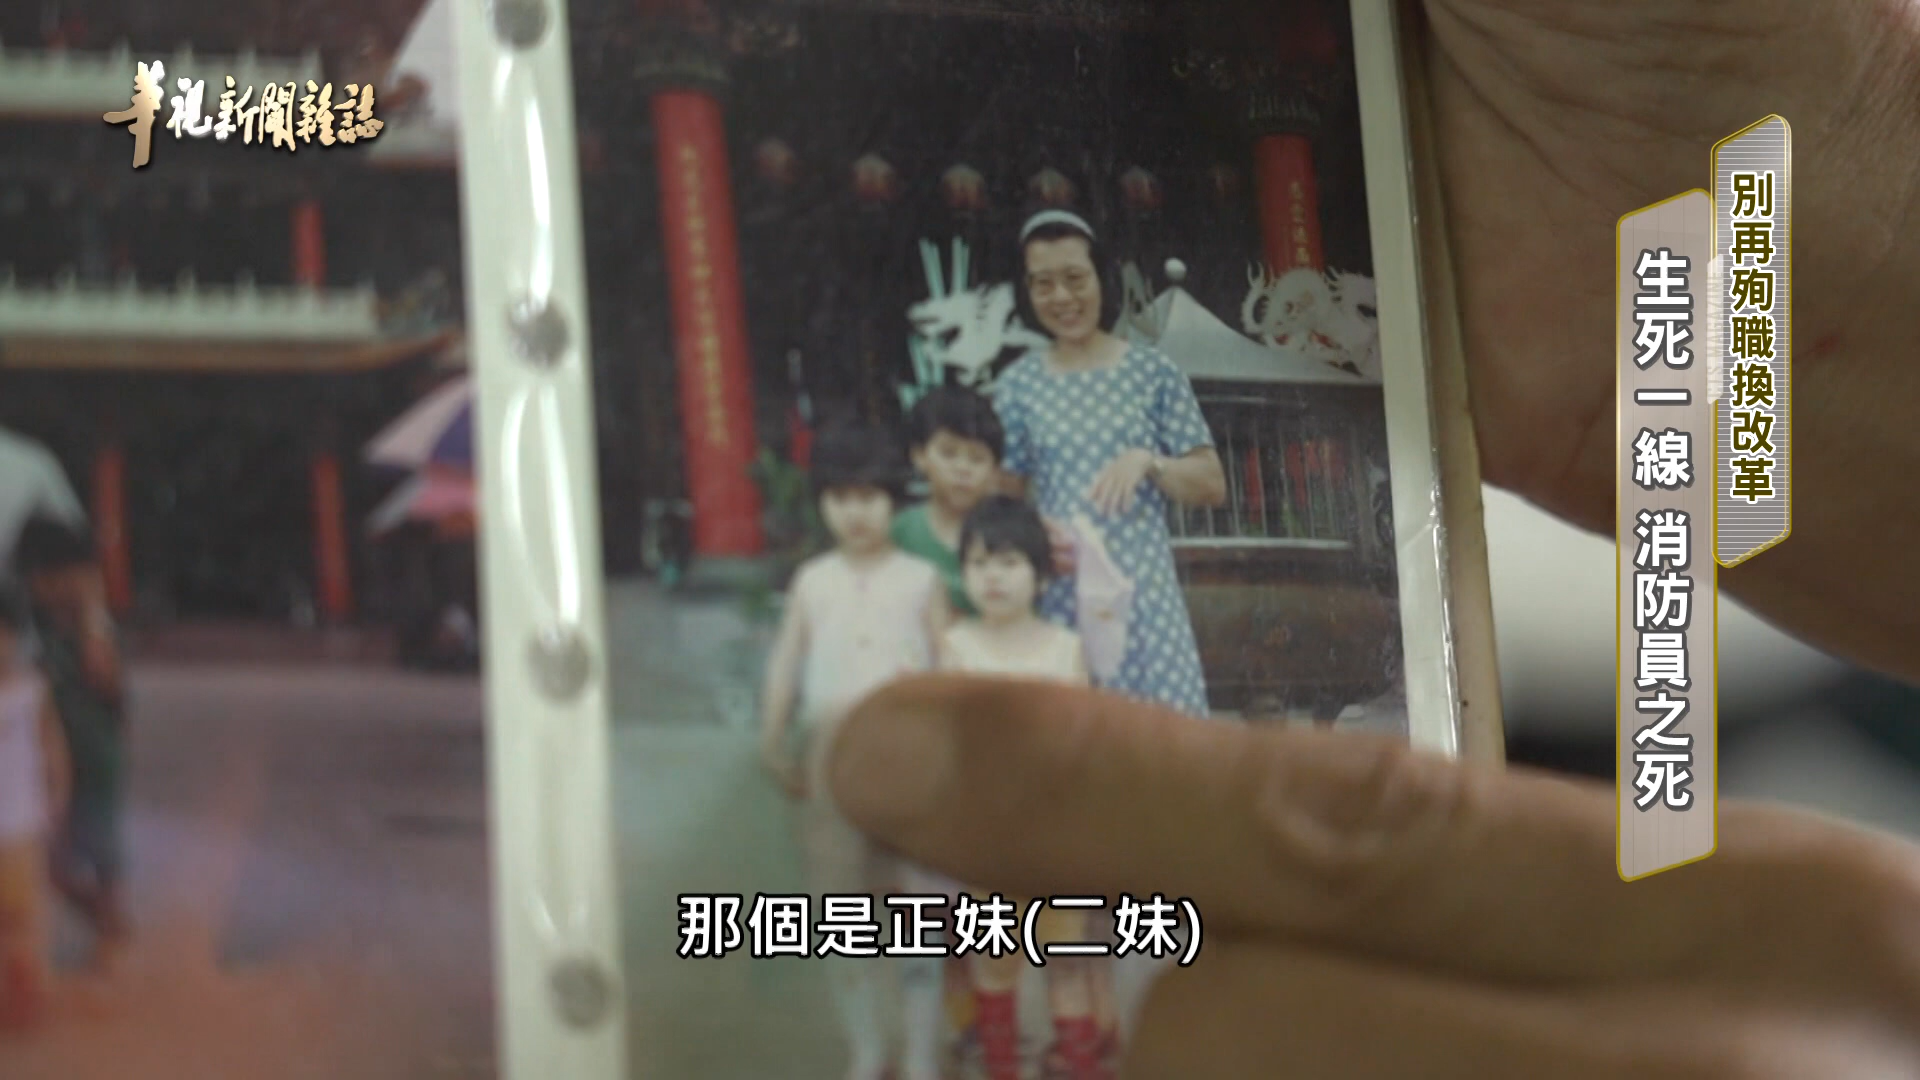 華視新聞雜誌
別再殉職換改革
生死一線 消防員之死
那個是正妹(二妹)